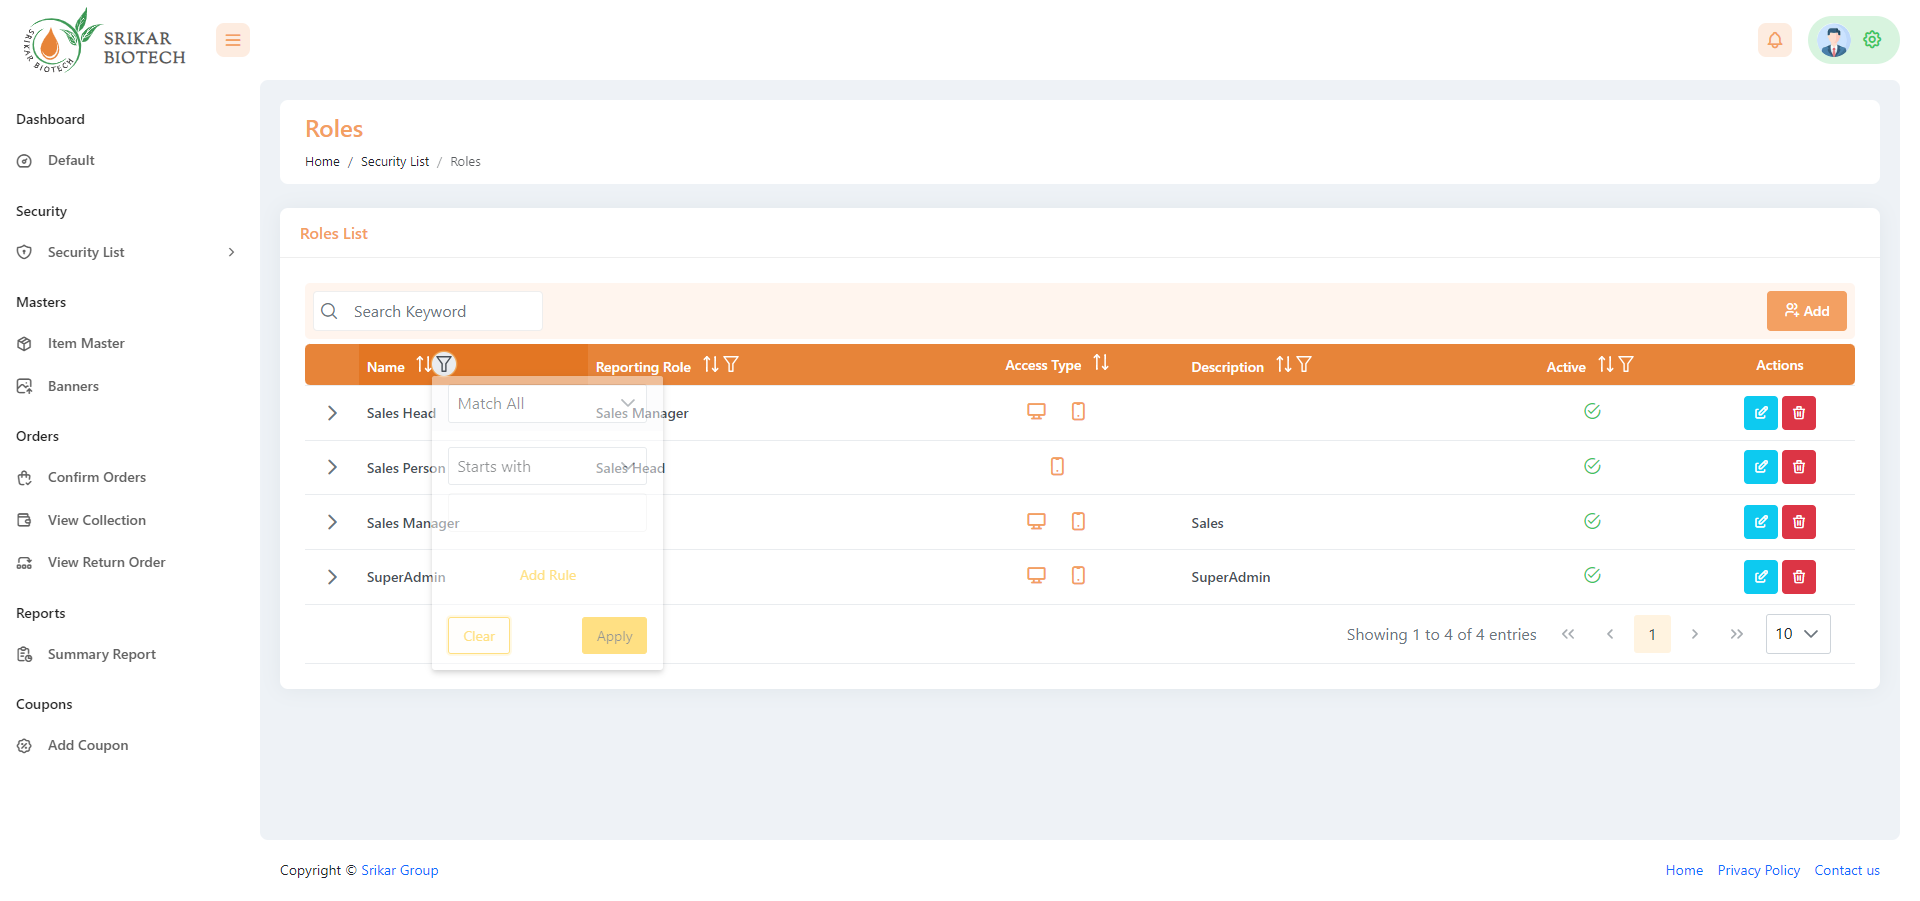 SRIKAR BIOTECH
SRIKAR
BIOTECH
Dashboard
Default
Security
Security List
Masters
Item Master
Banners
Orders
Confirm Orders
View Collection
View Return Order
Reports
Summary Report
Coupons
Add Coupon
Roles
Home / Security List / Roles
Roles List
Search Keyword
Add
Name Reporting Role Access Type Description Active Actions
Match All
Sales Head Sales Manager
Starts with
Sales Person Sales Head
Sales Manager Sales
SuperAdmin SuperAdmin
Add Rule
Clear Apply
Showing 1 to 4 of 4 entries << < 1 > >> 10
Copyright © Srikar Group
Home Privacy Policy Contact us